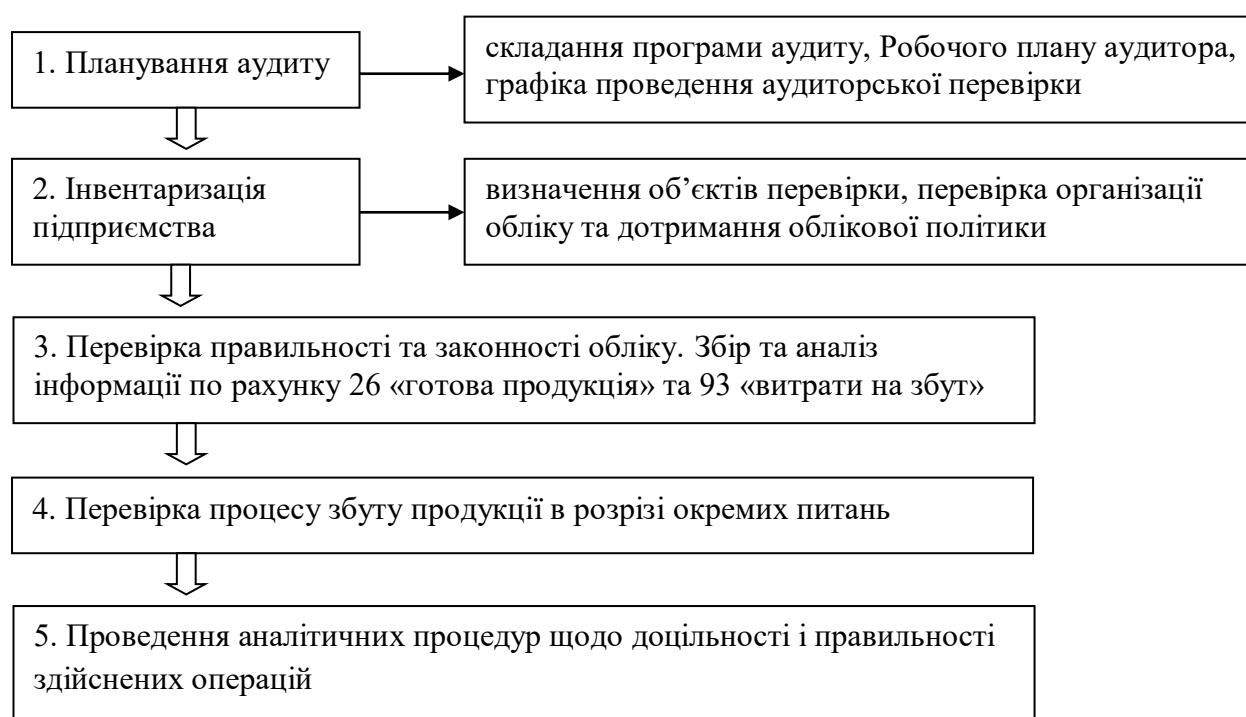 1. Планування аудиту
складання програми аудиту, Робочого плану аудитора,
графіка проведення аудиторської перевірки
2. Інвентаризація
підприємства
визначення об’єктів перевірки, перевірка організації
обліку та дотримання облікової політики
3. Перевірка правильності та законності обліку. Збір та аналіз
інформації по рахунку 26 «готова продукція» та 93 «витрати на збут»
4. Перевірка процесу збуту продукції в розрізі окремих питань
5. Проведення аналітичних процедур щодо доцільності і правильності
здійснених операцій